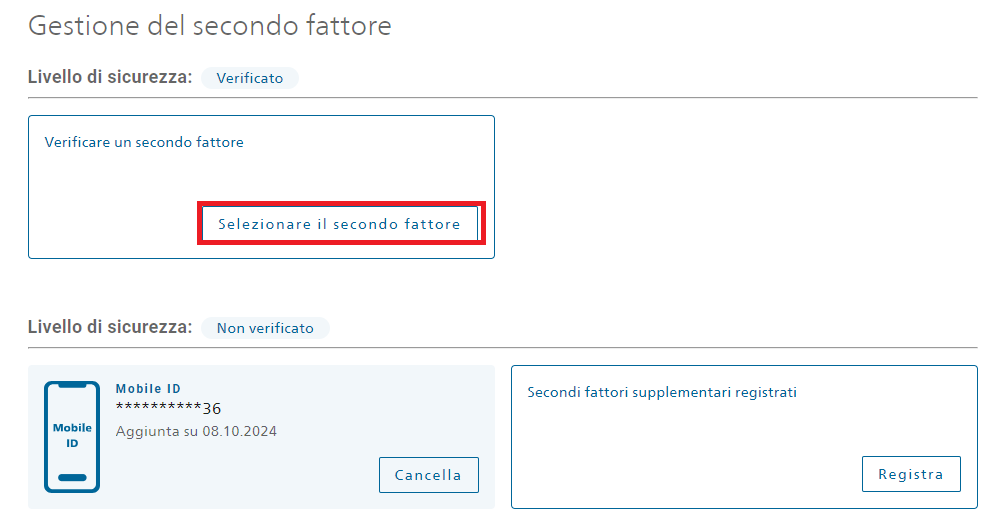 Gestione del secondo fattore
Livello di sicurezza: Verificato
Verificare un secondo fattore
Selezionare il secondo fattore
Livello di sicurezza: Non verificato
Mobile ID
Mobile ID
**********36
Aggiunta su 08.10.2024
Cancella
Secondi fattori supplementari registrati
Registra